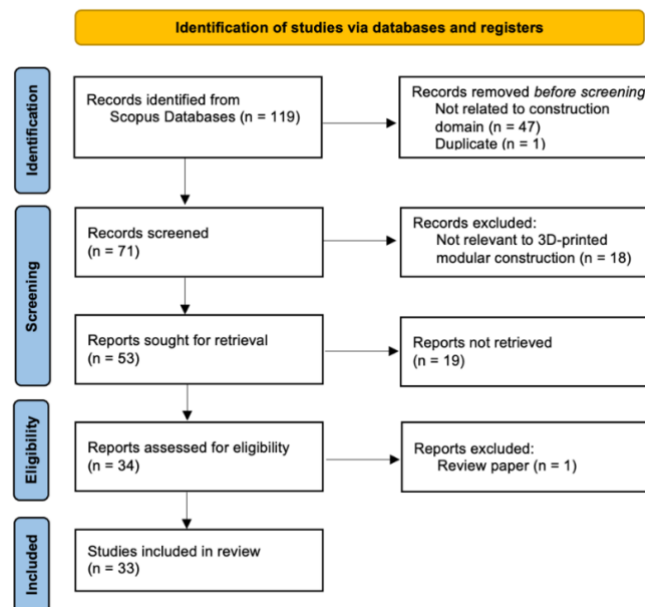 Identification of studies via databases and registers
Identification
Records identified from
Scopus Databases (n = 119)
Records removed before screening
Not related to construction
domain (n = 47)
Duplicate (n = 1)
Screening
Records screened
(n = 71)
Records excluded:
Not relevant to 3D-printed
modular construction (n = 18)
Reports sought for retrieval
(n = 53)
Reports not retrieved
(n = 19)
Eligibility
Reports assessed for eligibility
(n = 34)
Reports excluded:
Review paper (n = 1)
Included
Studies included in review
(n = 33)